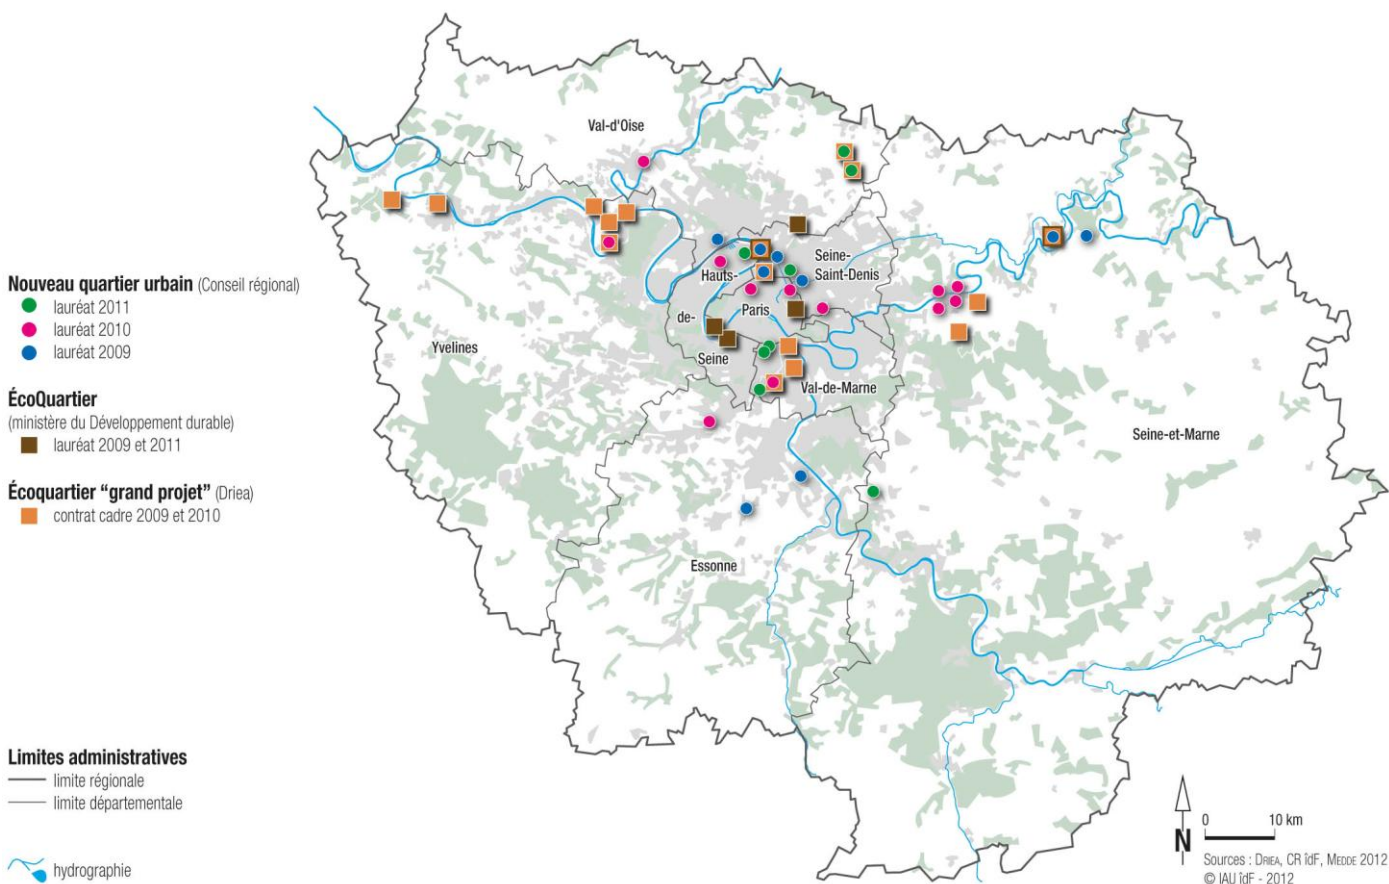 Nouveau quartier urbain (Conseil régional)
lauréat 2011
lauréat 2010
lauréat 2009
ÉcoQuartier
(ministère du Développement durable)
lauréat 2009 et 2011
Écoquartier “grand projet” (Driea)
contrat cadre 2009 et 2010
Limites administratives
limite régionale
limite départementale
hydrographie
Val-d'Oise
Seine-
Saint-Denis
Hauts-
Paris
de-
Seine
Yvelines
Val-de-Marne
Seine-et-Marne
Essonne
N
0 10 km
Sources : DRIEA, CR îdF, MEDDE 2012
© IAU îdF - 2012